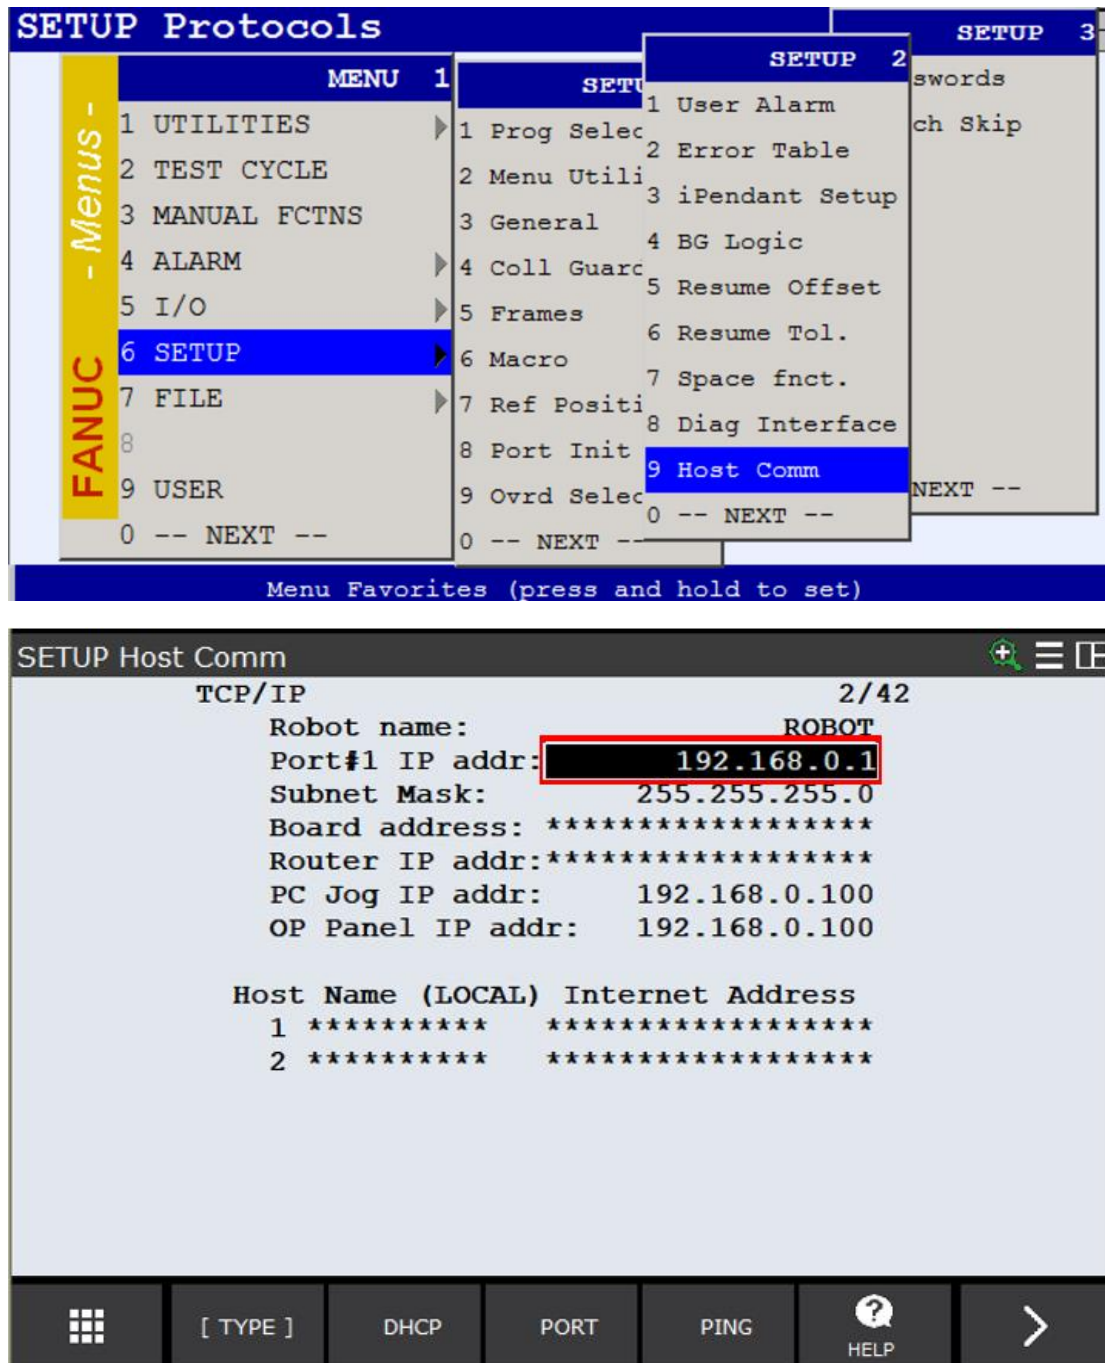 SETUP Protocols
FANUC - Menus -
MENU 1
1 UTILITIES
2 TEST CYCLE
3 MANUAL FCTNS
4 ALARM
5 I/O
6 SETUP
7 FILE
8
9 USER
0 -- NEXT --
SETU
1 Prog Selec
2 Menu Utili
3 General
4 Coll Guard
5 Frames
6 Macro
7 Ref Positi
8 Port Init
9 Ovrd Selec
0 -- NEXT --
SETUP 2
1 User Alarm
2 Error Table
3 iPendant Setup
4 BG Logic
5 Resume Offset
6 Resume Tol.
7 Space fnct.
8 Diag Interface
9 Host Comm
0 -- NEXT --
SETUP 3
swords
ch Skip
NEXT --
Menu Favorites (press and hold to set)
SETUP Host Comm
TCP/IP 2/42
Robot name: ROBOT
Port#1 IP addr: 192.168.0.1
Subnet Mask: 255.255.255.0
Board address: ******************
Router IP addr:******************
PC Jog IP addr: 192.168.0.100
OP Panel IP addr: 192.168.0.100
Host Name (LOCAL) Internet Address
1 ********** ******************
2 ********** ******************
[ TYPE ] DHCP PORT PING HELP